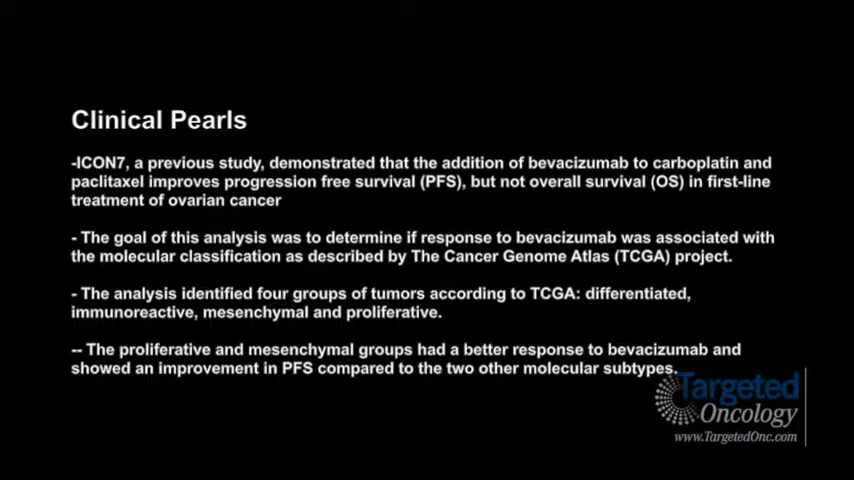 Clinical Pearls
-ICON7, a previous study, demonstrated that the addition of bevacizumab to carboplatin and
paclitaxel improves progression free survival (PFS), but not overall survival (OS) in first-line
treatment of ovarian cancer
- The goal of this analysis was to determine if response to bevacizumab was associated with
the molecular classification as described by The Cancer Genome Atlas (TCGA) project.
- The analysis identified four groups of tumors according to TCGA: differentiated,
immunoreactive, mesenchymal and proliferative.
-- The proliferative and mesenchymal groups had a better response to bevacizumab and
showed an improvement in PFS compared to the two other molecular subtypes.
Targeted
Oncology
www.TargetedOnc.com